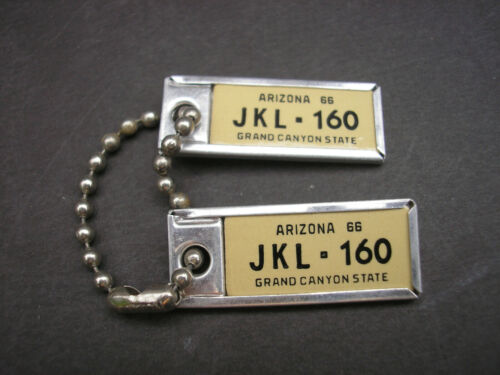 ARIZONA 66
JKL - 160
GRAND CANYON STATE
ARIZONA 66
JKL - 160
GRAND CANYON STATE